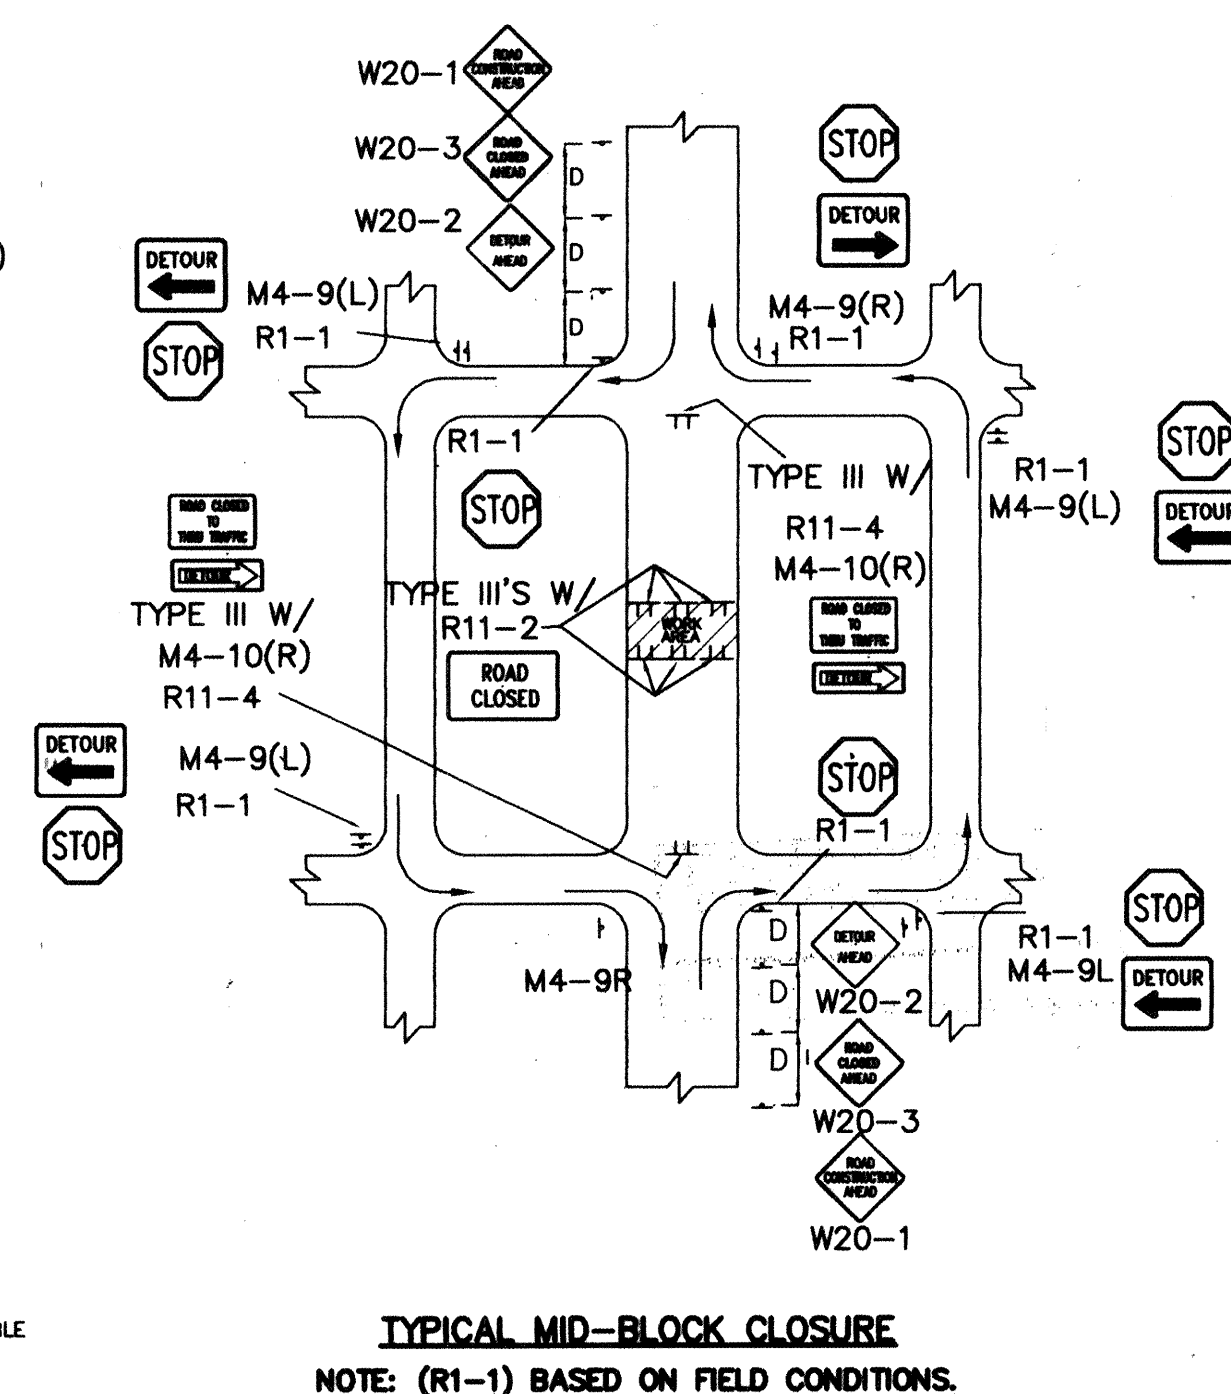 W20-1
ROAD
CONSTRUCTION
AHEAD
W20-3
ROAD
CLOSED
AHEAD
W20-2
DETOUR
AHEAD
D
D
D
STOP
DETOUR
M4-9(R)
R1-1
DETOUR
M4-9(L)
R1-1
STOP
)
R1-1
STOP
TYPE III W/
R11-4
M4-10(R)
ROAD CLOSED
TO
THRU TRAFFIC
DETOUR
STOP
R1-1
M4-9(L)
DETOUR
ROAD CLOSED
TO
THRU TRAFFIC
DETOUR
TYPE III W/
M4-10(R)
R11-4
TYPE III'S W/
R11-2
ROAD
CLOSED
WORK
AREA
DETOUR
M4-9(L)
R1-1
STOP
STOP
R1-1
M4-9R
D
D
D
DETOUR
AHEAD
W20-2
ROAD
CLOSED
AHEAD
W20-3
ROAD
CONSTRUCTION
AHEAD
W20-1
STOP
R1-1
M4-9L
DETOUR
BLE
TYPICAL MID-BLOCK CLOSURE
NOTE: (R1-1) BASED ON FIELD CONDITIONS.